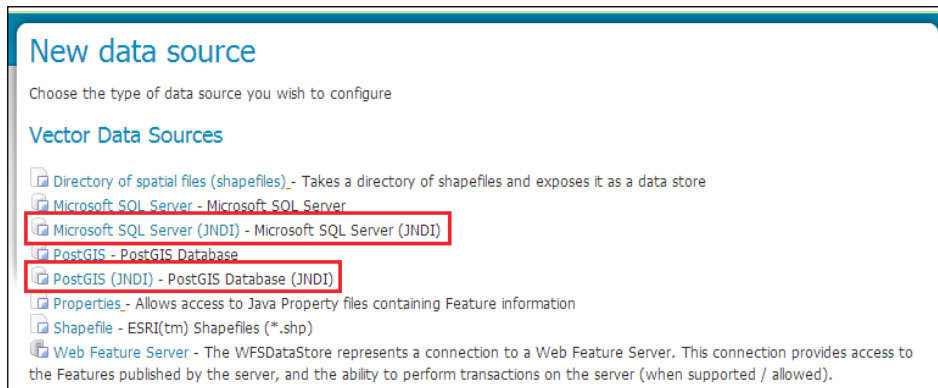 New data source
Choose the type of data source you wish to configure
Vector Data Sources
Directory of spatial files (shapefiles) - Takes a directory of shapefiles and exposes it as a data store
Microsoft SQL Server - Microsoft SQL Server
Microsoft SQL Server (JNDI) - Microsoft SQL Server (JNDI)
PostGIS - PostGIS Database
PostGIS (JNDI) - PostGIS Database (JNDI)
Properties - Allows access to Java Property files containing Feature information
Shapefile - ESRI(tm) Shapefiles (*.shp)
Web Feature Server - The WFSDataStore represents a connection to a Web Feature Server. This connection provides access to
the Features published by the server, and the ability to perform transactions on the server (when supported / allowed).